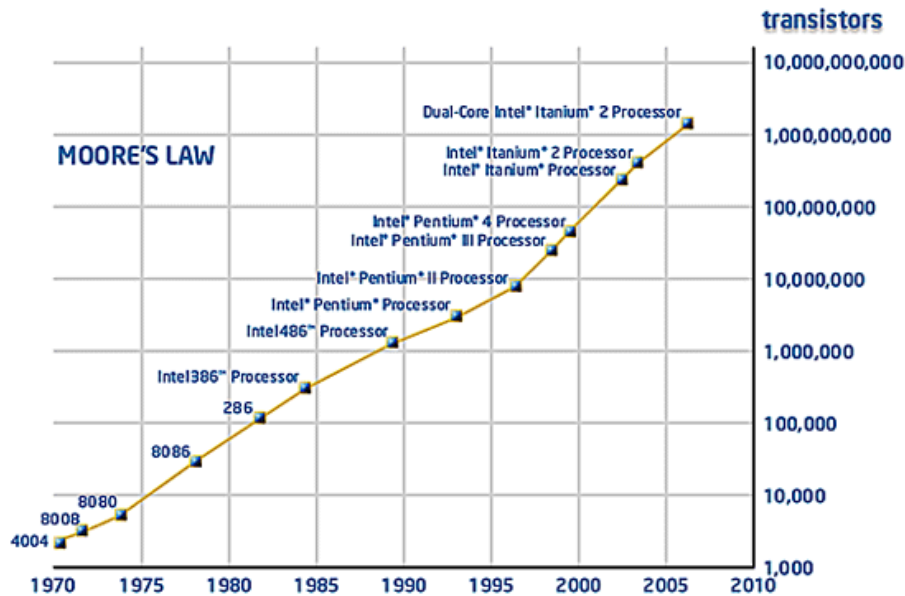 transistors
10,000,000,000
Dual-Core Intel® Itanium® 2 Processor
1,000,000,000
MOORE'S LAW
Intel® Itanium® 2 Processor
Intel® Itanium® Processor
100,000,000
Intel® Pentium® 4 Processor
Intel® Pentium® III Processor
Intel® Pentium® II Processor
10,000,000
Intel® Pentium® Processor
Intel486™ Processor
1,000,000
Intel386™ Processor
286
100,000
8086
8080
10,000
8008
4004
1,000
1970 1975 1980 1985 1990 1995 2000 2005 2010